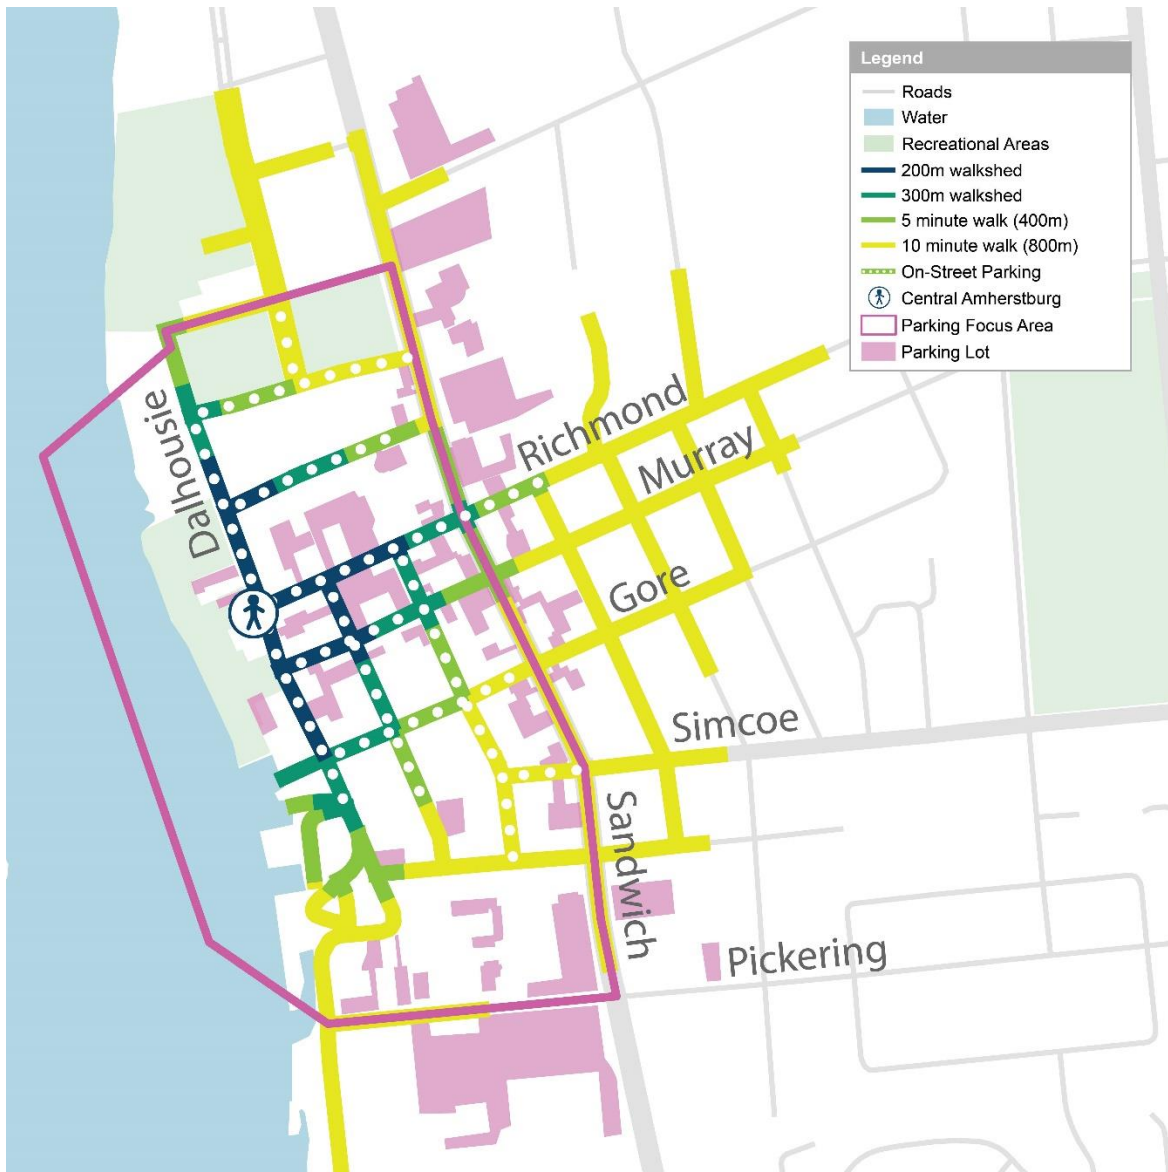 Legend
Roads
Water
Recreational Areas
200m walkshed
300m walkshed
5 minute walk (400m)
10 minute walk (800m)
On-Street Parking
Central Amherstburg
Parking Focus Area
Parking Lot
Dalhousie
Richmond
Murray
Gore
Simcoe
Sandwich
Pickering